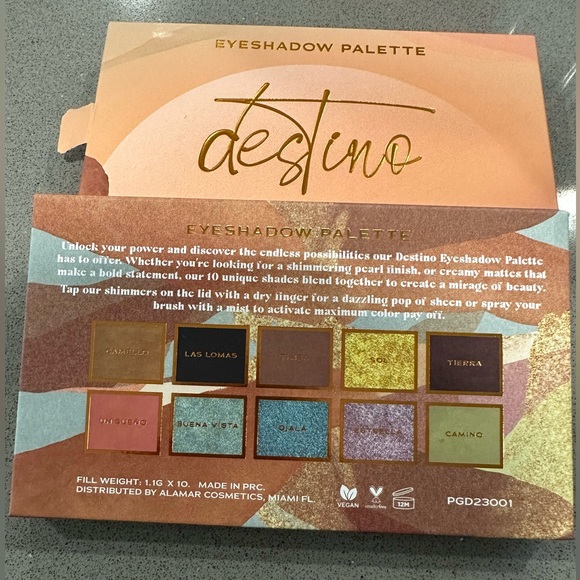 EYESHADOW PALETTE
destino
EYESHADOW PALETTE
Unlock your power and discover the endless possibilities our Destino Eyeshadow Palette
has to offer. Whether you're looking for a shimmering pearl finish, or creamy mattes that
make a bold statement, our 10 unique shades blend together to create a mirage of beauty.
Tap our shimmers on the lid with a dry finger for a dazzling pop of sheen or spray your
brush with a mist to activate maximum color pay off.
LAS LOMAS
SOL
TIERRA
UN SUEÑO
BUENA VISTA
OJALA
CAMINO
FILL WEIGHT: 1.1G X 10. MADE IN PRC.
DISTRIBUTED BY ALAMAR COSMETICS, MIAMI FL.
VEGAN
cruelty free
12M
PGD23001